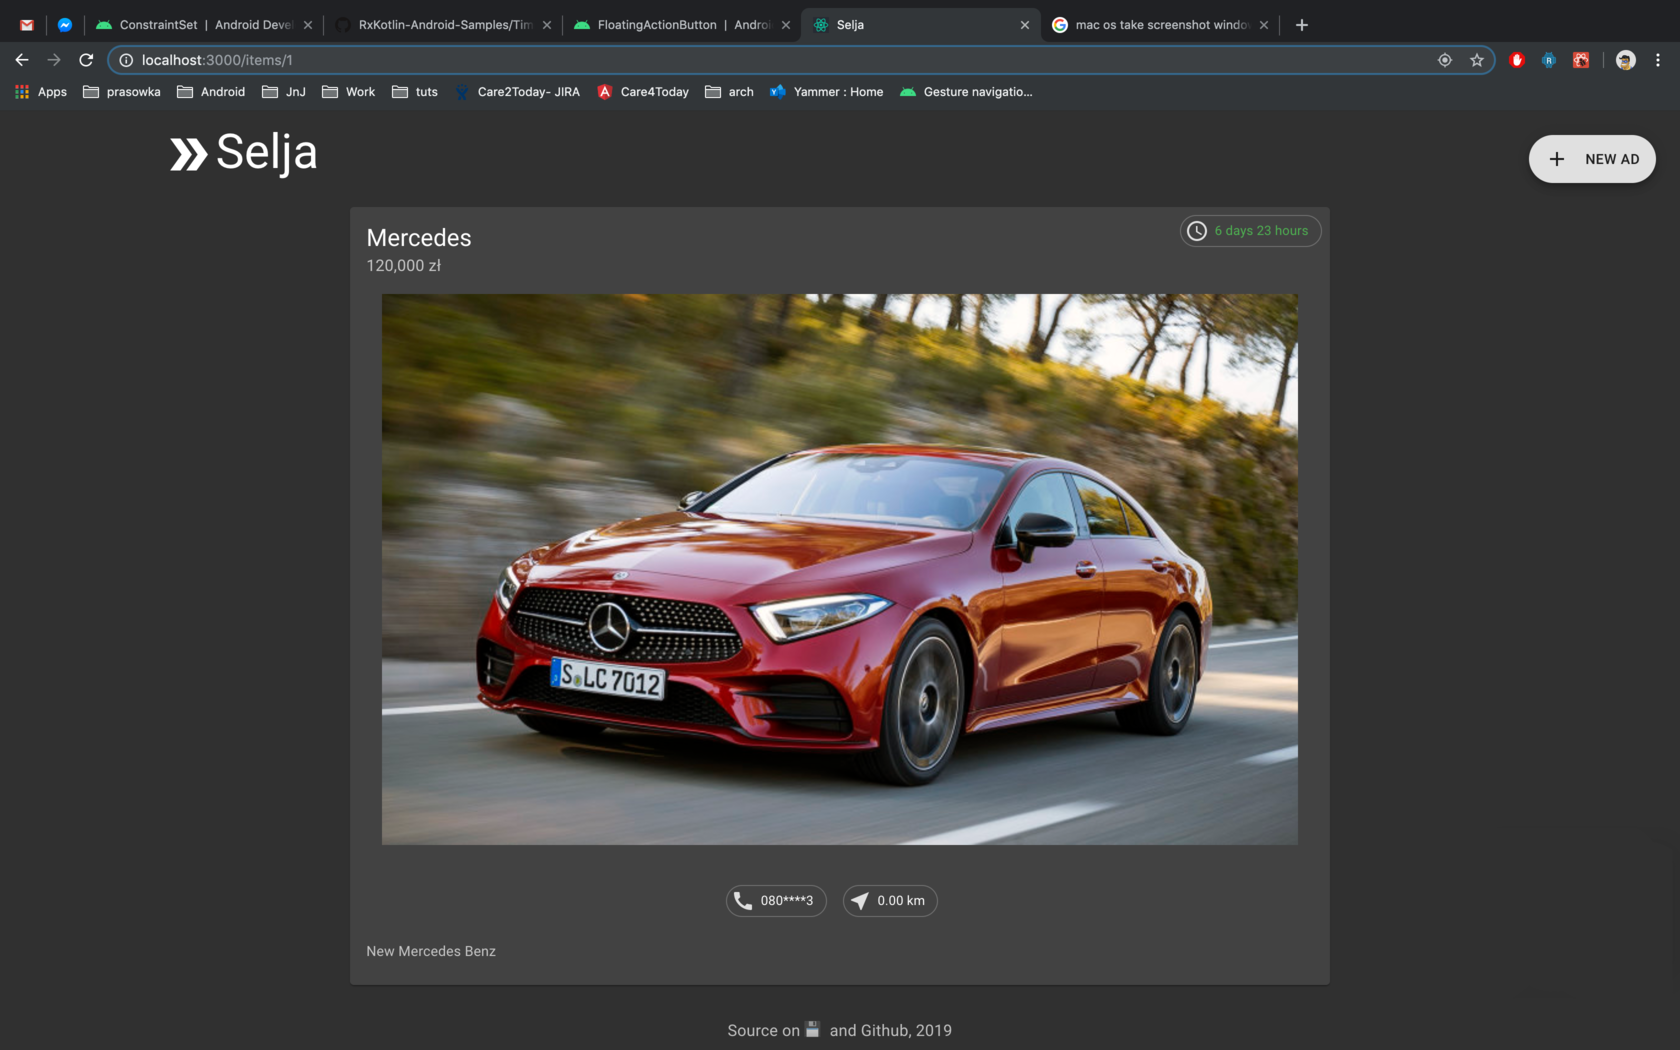 ConstraintSet | Android Devel
RxKotlin-Android-Samples/Tim
FloatingActionButton | Androi
Selja
mac os take screenshot window
localhost:3000/items/1
Apps
prasowka
Android
JnJ
Work
tuts
Care2Today- JIRA
Care4Today
arch
Yammer : Home
Gesture navigatio...
Selja
+ NEW AD
Mercedes
6 days 23 hours
120,000 zł
S LC 7012
080****3
0.00 km
New Mercedes Benz
Source on 💾 and Github, 2019